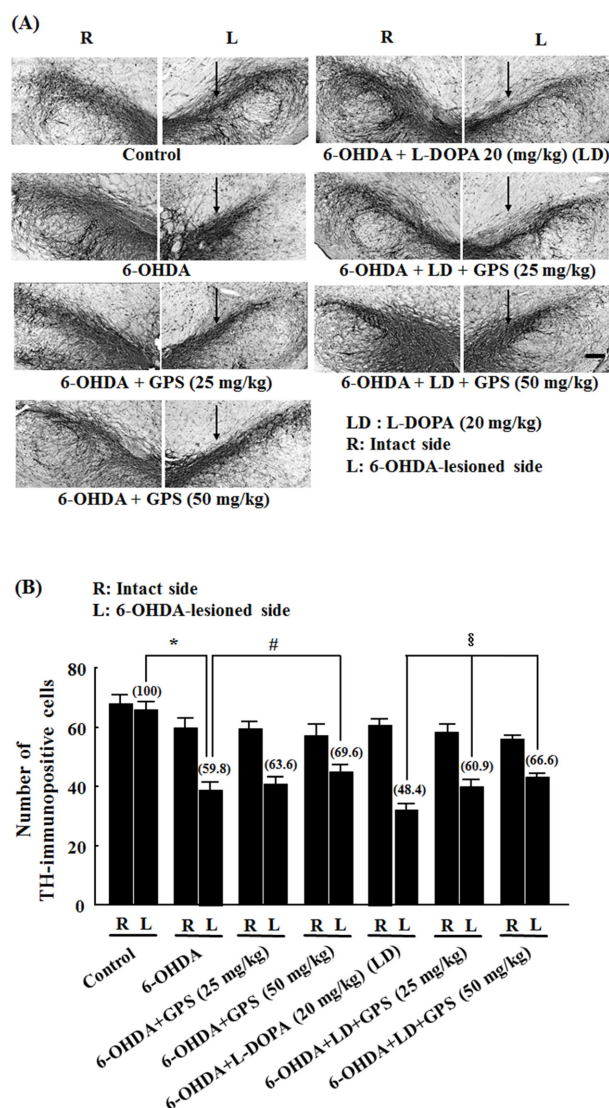 (A)
R L R L
Control 6-OHDA + L-DOPA 20 (mg/kg) (LD)
6-OHDA 6-OHDA + LD + GPS (25 mg/kg)
6-OHDA + GPS (25 mg/kg) 6-OHDA + LD + GPS (50 mg/kg)
LD : L-DOPA (20 mg/kg)
R: Intact side
L: 6-OHDA-lesioned side
6-OHDA + GPS (50 mg/kg)
(B)
R: Intact side
L: 6-OHDA-lesioned side
* # §
80
60
40
20
0
Number of
TH-immunopositive cells
(100) (59.8) (63.6) (69.6) (48.4) (60.9) (66.6)
R L R L R L R L R L R L R L
Control
6-OHDA
6-OHDA+GPS (25 mg/kg)
6-OHDA+GPS (50 mg/kg)
6-OHDA+L-DOPA (20 mg/kg) (LD)
6-OHDA+LD+GPS (25 mg/kg)
6-OHDA+LD+GPS (50 mg/kg)